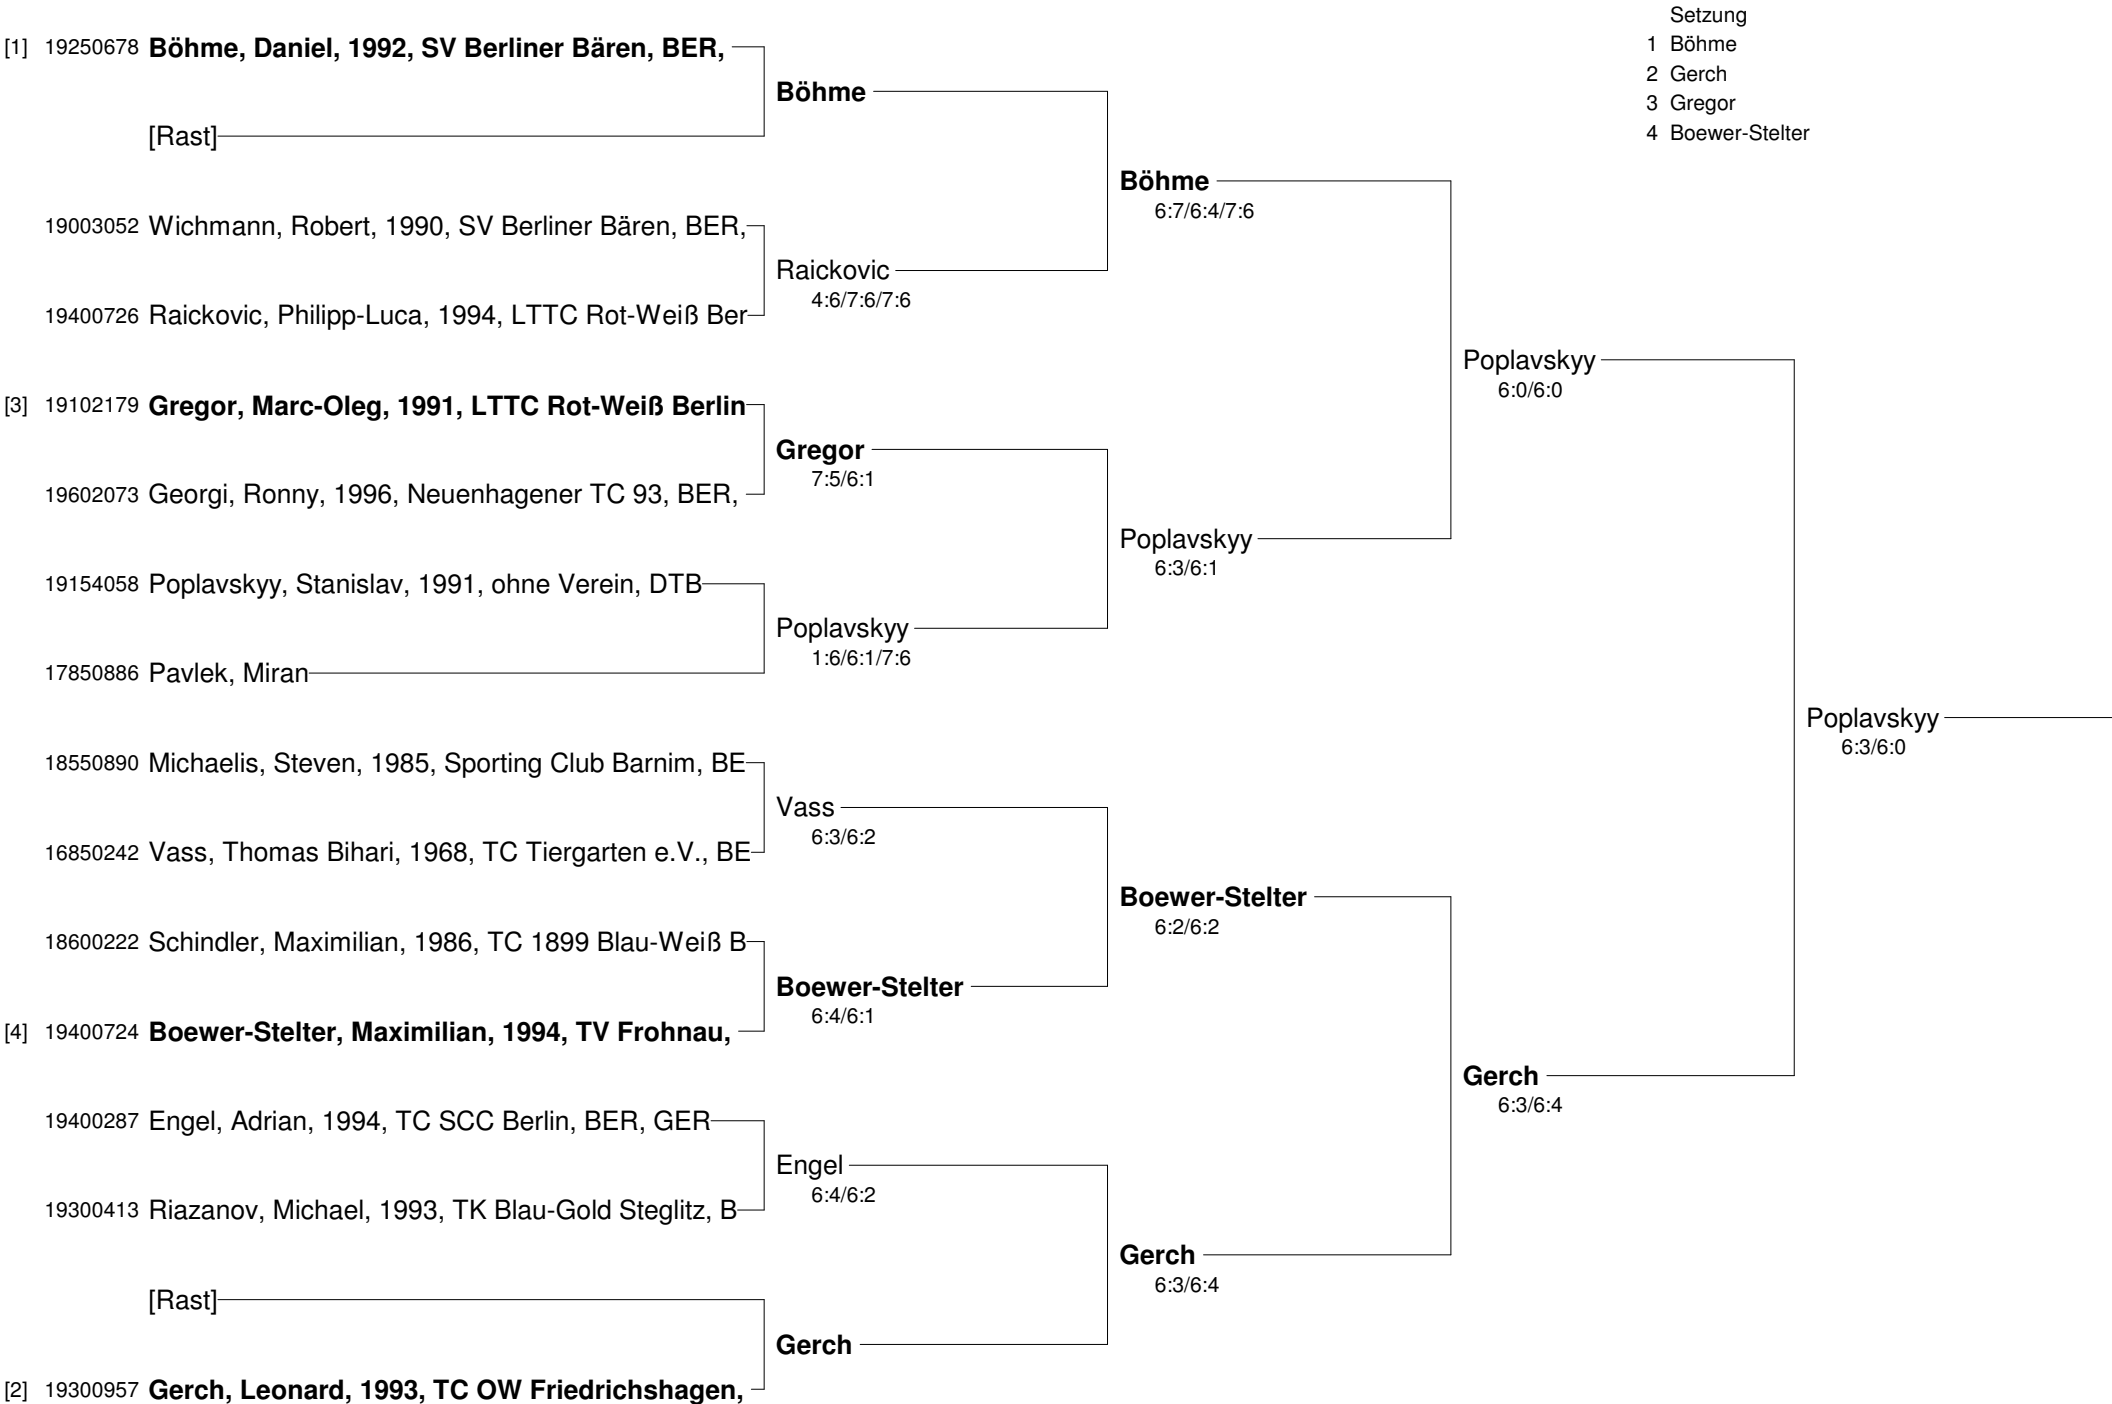 Setzung
1 Böhme
2 Gerch
3 Gregor
4 Boewer-Stelter
[1] 19250678 Böhme, Daniel, 1992, SV Berliner Bären, BER,
Böhme
[Rast]
Böhme
6:7/6:4/7:6
19003052 Wichmann, Robert, 1990, SV Berliner Bären, BER,
Raickovic
4:6/7:6/7:6
19400726 Raickovic, Philipp-Luca, 1994, LTTC Rot-Weiß Ber
Poplavskyy
6:0/6:0
[3] 19102179 Gregor, Marc-Oleg, 1991, LTTC Rot-Weiß Berlin
Gregor
7:5/6:1
19602073 Georgi, Ronny, 1996, Neuenhagener TC 93, BER,
Poplavskyy
6:3/6:1
19154058 Poplavskyy, Stanislav, 1991, ohne Verein, DTB
Poplavskyy
1:6/6:1/7:6
17850886 Pavlek, Miran
Poplavskyy
6:3/6:0
18550890 Michaelis, Steven, 1985, Sporting Club Barnim, BE
Vass
6:3/6:2
16850242 Vass, Thomas Bihari, 1968, TC Tiergarten e.V., BE
Boewer-Stelter
6:2/6:2
18600222 Schindler, Maximilian, 1986, TC 1899 Blau-Weiß B
Boewer-Stelter
6:4/6:1
[4] 19400724 Boewer-Stelter, Maximilian, 1994, TV Frohnau,
Gerch
6:3/6:4
19400287 Engel, Adrian, 1994, TC SCC Berlin, BER, GER
Engel
6:4/6:2
19300413 Riazanov, Michael, 1993, TK Blau-Gold Steglitz, B
Gerch
6:3/6:4
[Rast]
Gerch
[2] 19300957 Gerch, Leonard, 1993, TC OW Friedrichshagen,